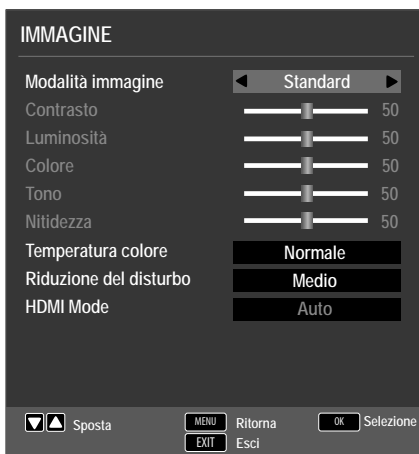 IMMAGINE
Modalità immagine Standard
Contrasto 50
Luminosità 50
Colore 50
Tono 50
Nitidezza 50
Temperatura colore Normale
Riduzione del disturbo Medio
HDMI Mode Auto
Sposta MENU Ritorna OK Selezione
EXIT Esci